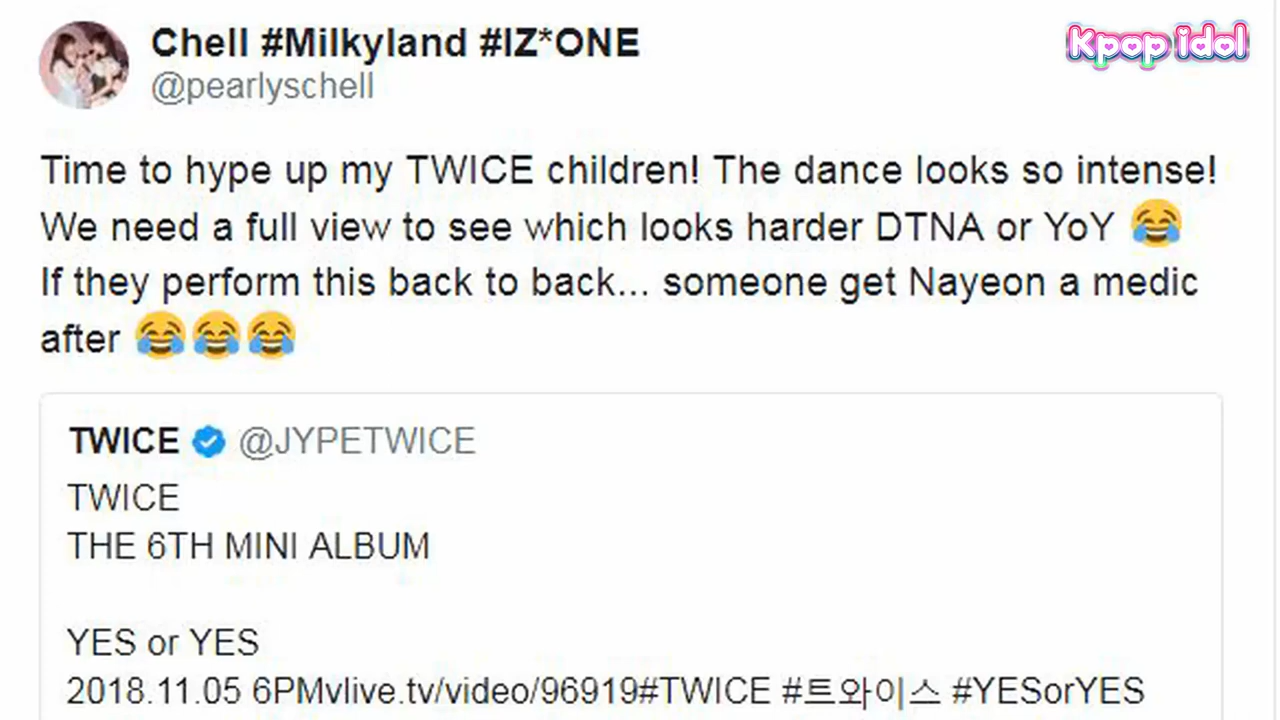 Chell #Milkyland #IZ*ONE
Kpop idol
@pearlyschell
Time to hype up my TWICE children! The dance looks so intense!
We need a full view to see which looks harder DTNA or YoY 😂
If they perform this back to back... someone get Nayeon a medic
after 😂😂😂
TWICE @JYPETWICE
TWICE
THE 6TH MINI ALBUM
YES or YES
2018.11.05 6PMvlive.tv/video/96919#TWICE #트와이스 #YESorYES